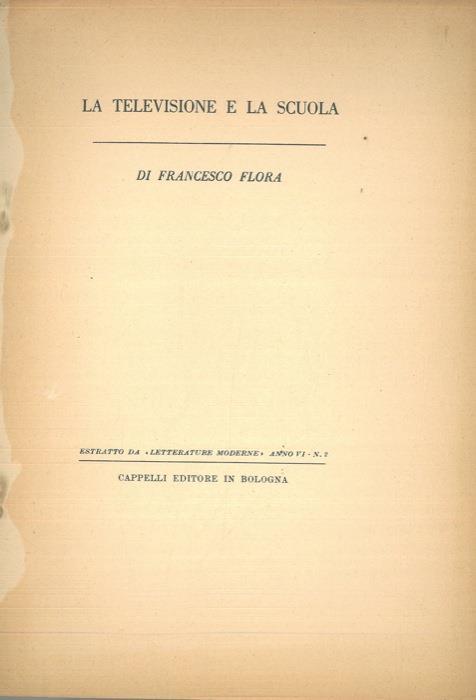 LA TELEVISIONE E LA SCUOLA
DI FRANCESCO FLORA
ESTRATTO DA «LETTERATURE MODERNE» ANNO VI - N. 2
CAPPELLI EDITORE IN BOLOGNA